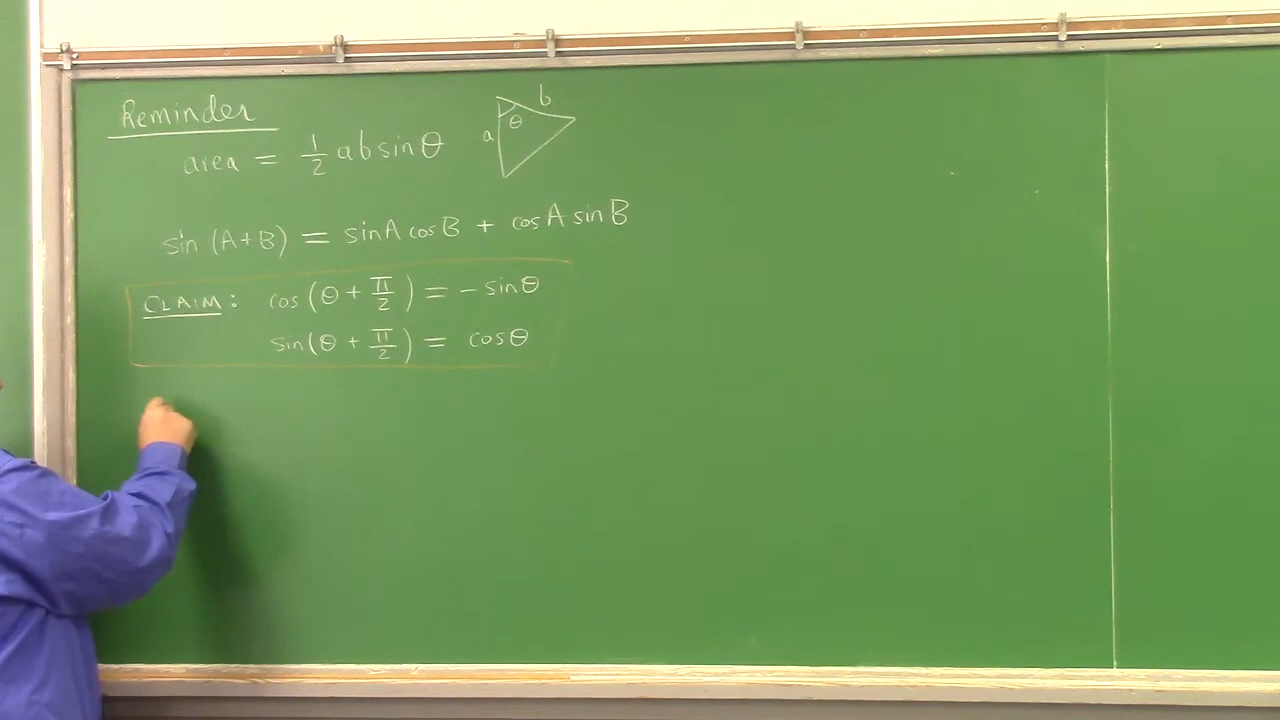 Reminder
area = 1/2 ab sin θ
b
a θ
sin (A+B) = sin A cos B + cos A sin B
CLAIM: cos (θ + π/2) = - sin θ
sin (θ + π/2) = cos θ